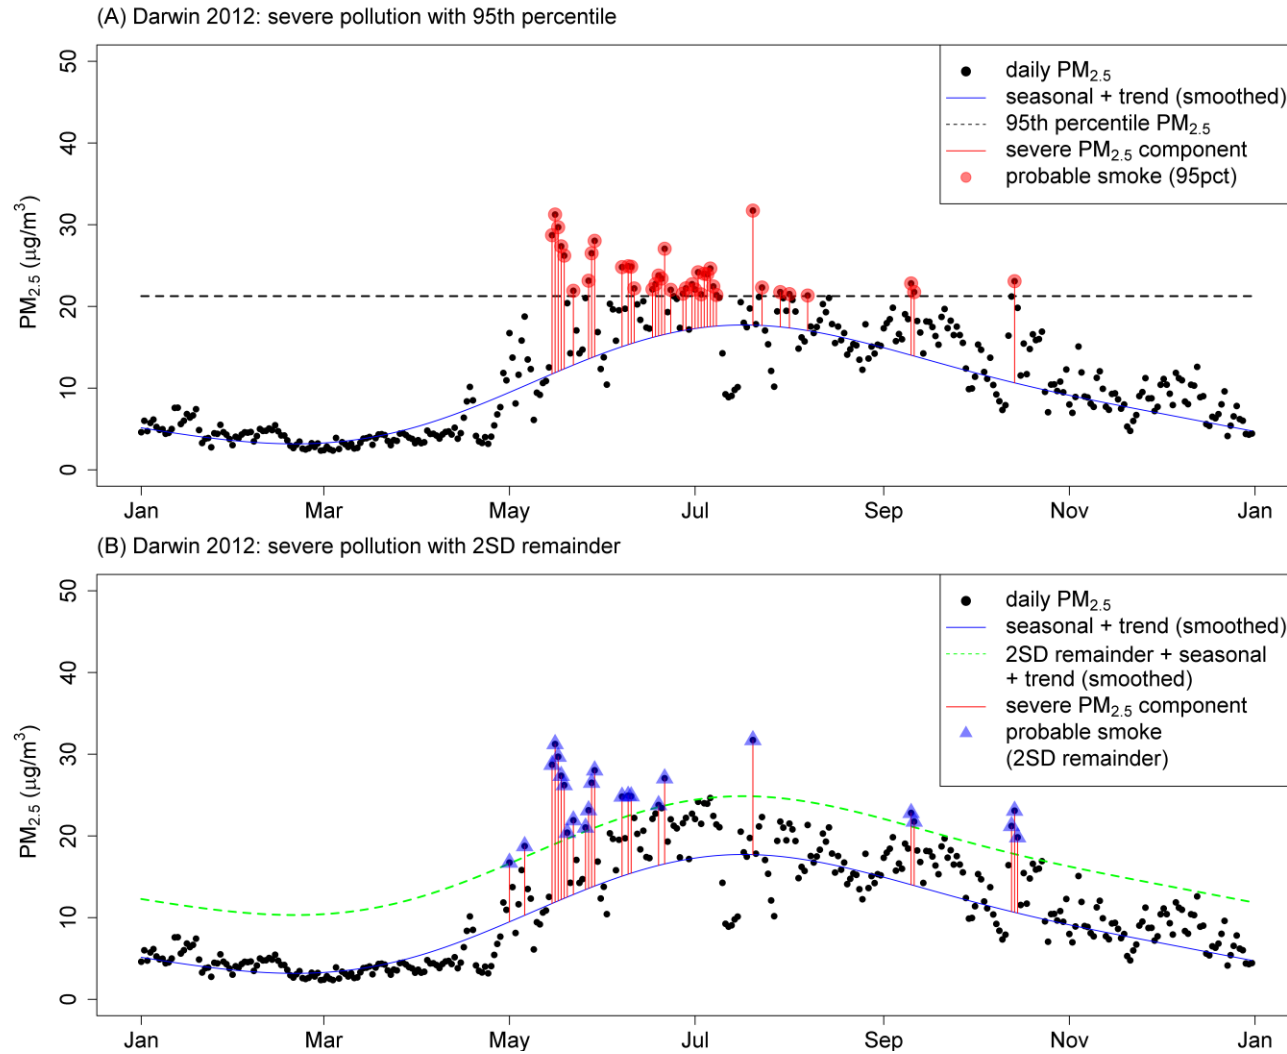 (A) Darwin 2012: severe pollution with 95th percentile
50
40
30
20
10
0
PM2.5 (μg/m³)
daily PM2.5
seasonal + trend (smoothed)
95th percentile PM2.5
severe PM2.5 component
probable smoke (95pct)
Jan Mar May Jul Sep Nov Jan
(B) Darwin 2012: severe pollution with 2SD remainder
50
40
30
20
10
0
PM2.5 (μg/m³)
daily PM2.5
seasonal + trend (smoothed)
2SD remainder + seasonal
+ trend (smoothed)
severe PM2.5 component
probable smoke
(2SD remainder)
Jan Mar May Jul Sep Nov Jan